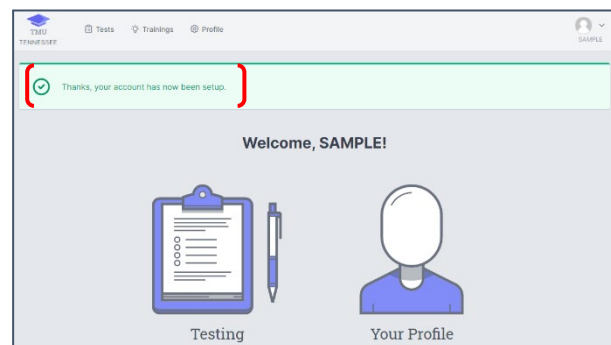 TMU
TENNESSEE
Tests
Trainings
Profile
SAMPLE
Thanks, your account has now been setup.
Welcome, SAMPLE!
Testing
Your Profile